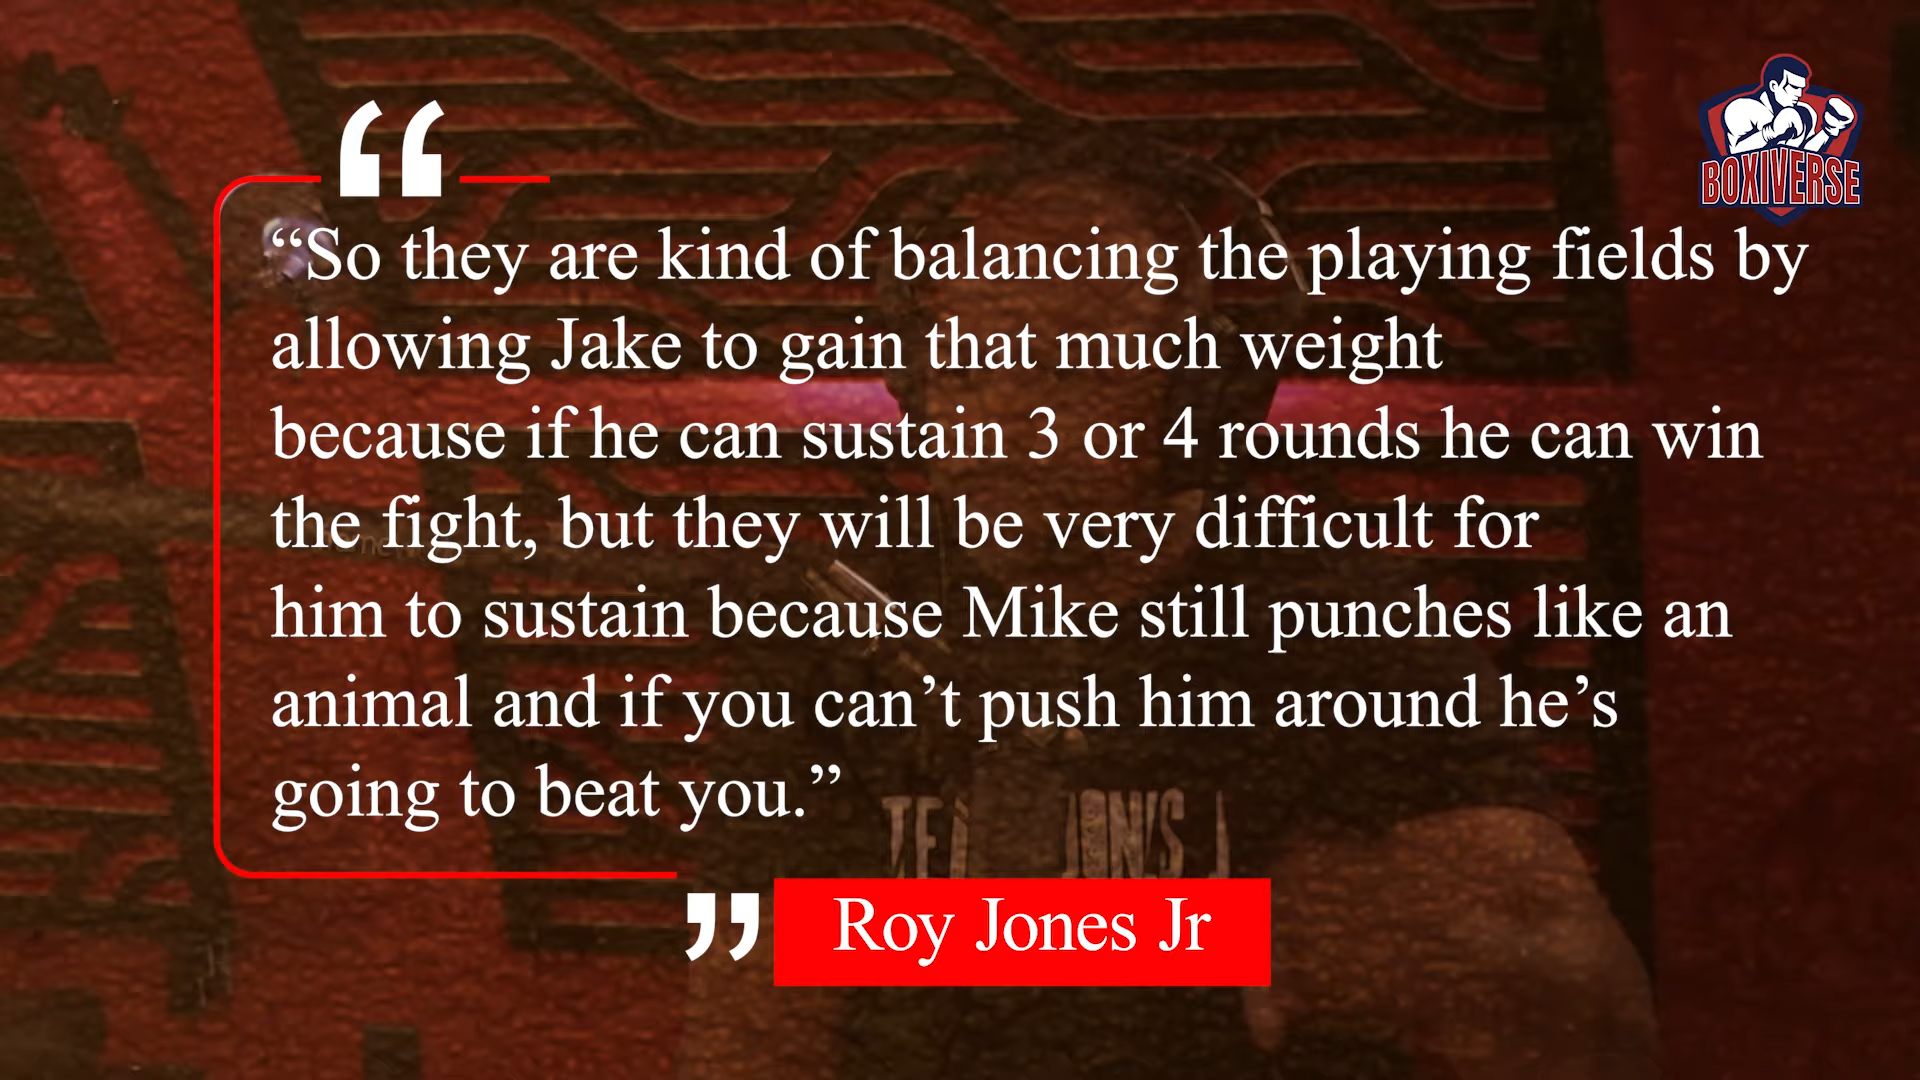 BOXIVERSE
“So they are kind of balancing the playing fields by
allowing Jake to gain that much weight
because if he can sustain 3 or 4 rounds he can win
the fight, but they will be very difficult for
him to sustain because Mike still punches like an
animal and if you can’t push him around he’s
going to beat you.”
Roy Jones Jr